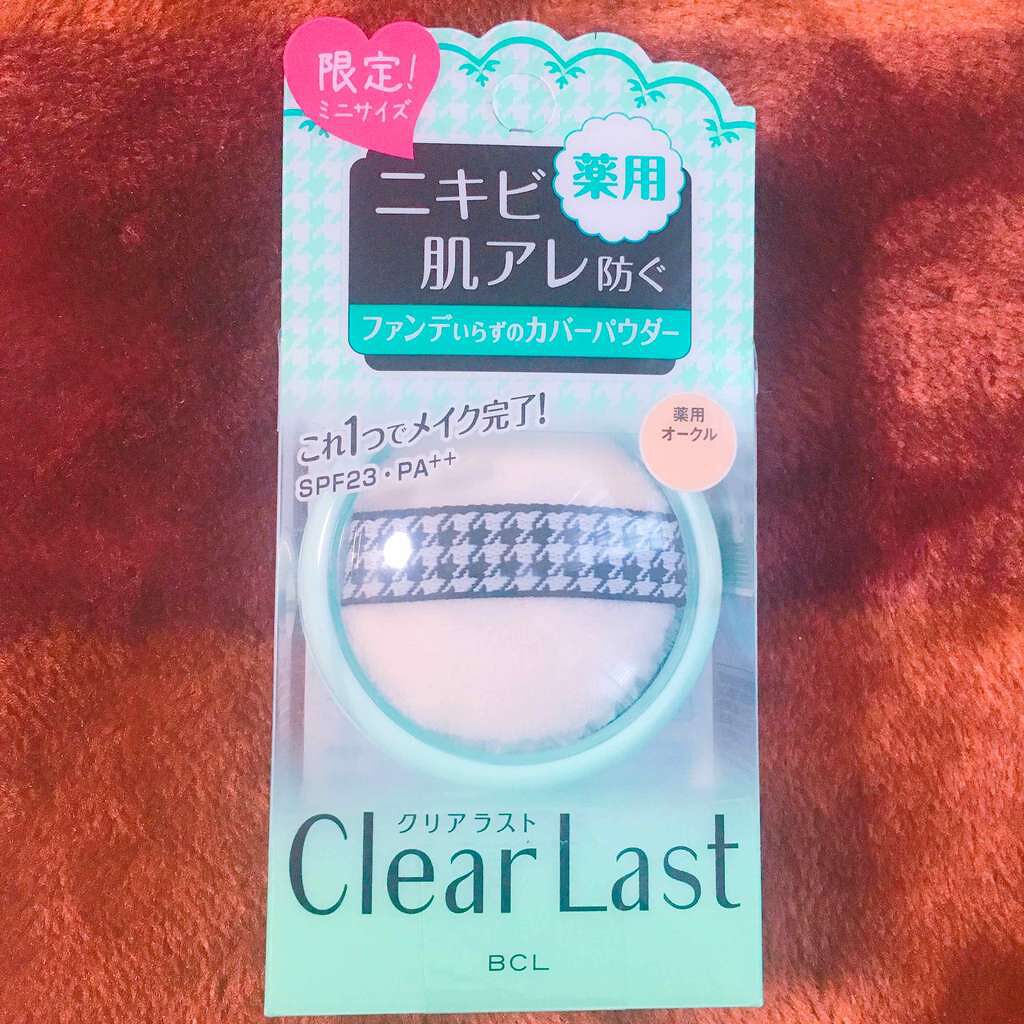 限定!
ミニサイズ
薬用
ニキビ
肌アレ防ぐ
ファンデいらずのカバーパウダー
これ1つでメイク完了!
SPF23・PA++
薬用
オークル
クリアラスト
Clear Last
BCL